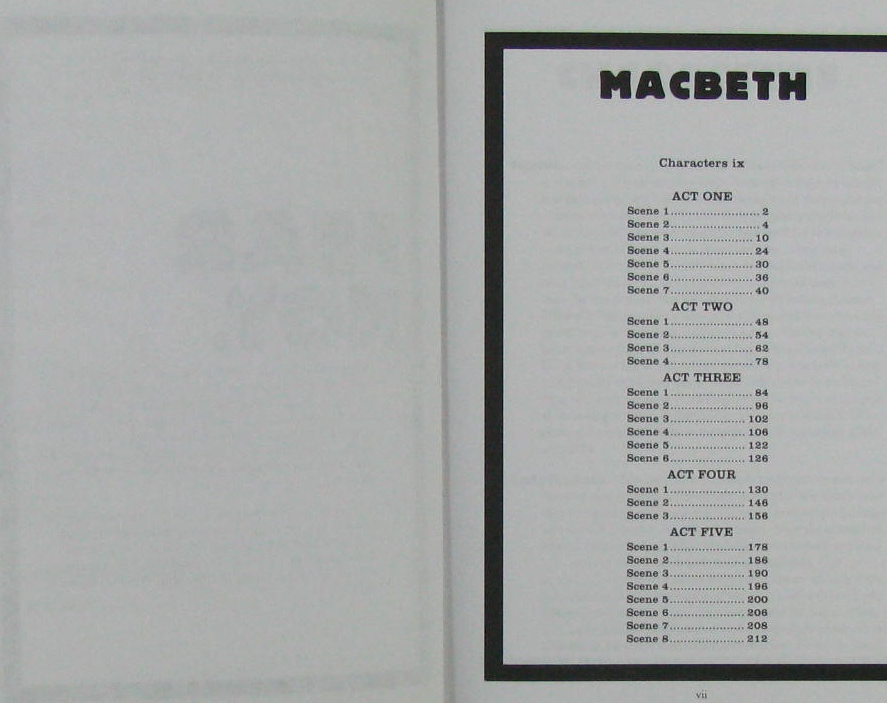 MACBETH
Characters ix
ACT ONE
Scene 1......................... 2
Scene 2......................... 4
Scene 3....................... 10
Scene 4....................... 24
Scene 5....................... 30
Scene 6....................... 36
Scene 7....................... 40
ACT TWO
Scene 1....................... 48
Scene 2....................... 54
Scene 3....................... 62
Scene 4....................... 78
ACT THREE
Scene 1....................... 84
Scene 2....................... 96
Scene 3..................... 102
Scene 4..................... 106
Scene 5..................... 122
Scene 6..................... 126
ACT FOUR
Scene 1..................... 130
Scene 2..................... 146
Scene 3..................... 156
ACT FIVE
Scene 1..................... 178
Scene 2..................... 186
Scene 3..................... 190
Scene 4..................... 196
Scene 5..................... 200
Scene 6..................... 206
Scene 7..................... 208
Scene 8..................... 212
vii